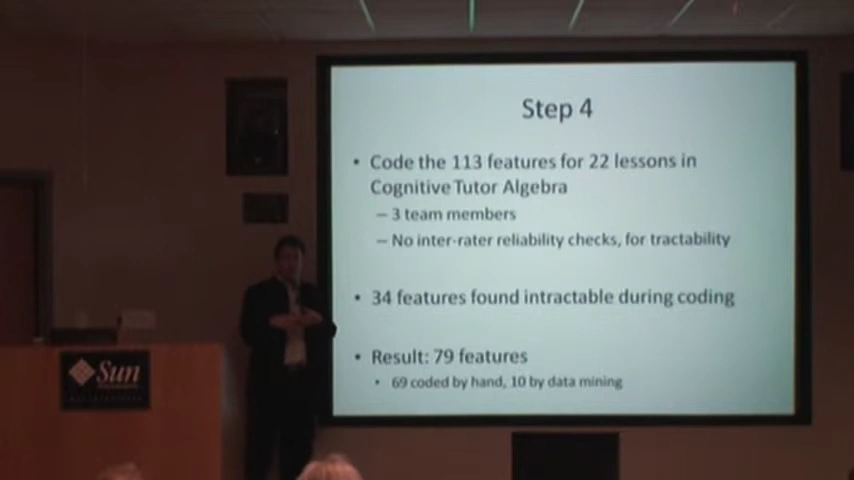 Step 4
• Code the 113 features for 22 lessons in
Cognitive Tutor Algebra
– 3 team members
– No inter-rater reliability checks, for tractability
• 34 features found intractable during coding
• Result: 79 features
• 69 coded by hand, 10 by data mining
Sun